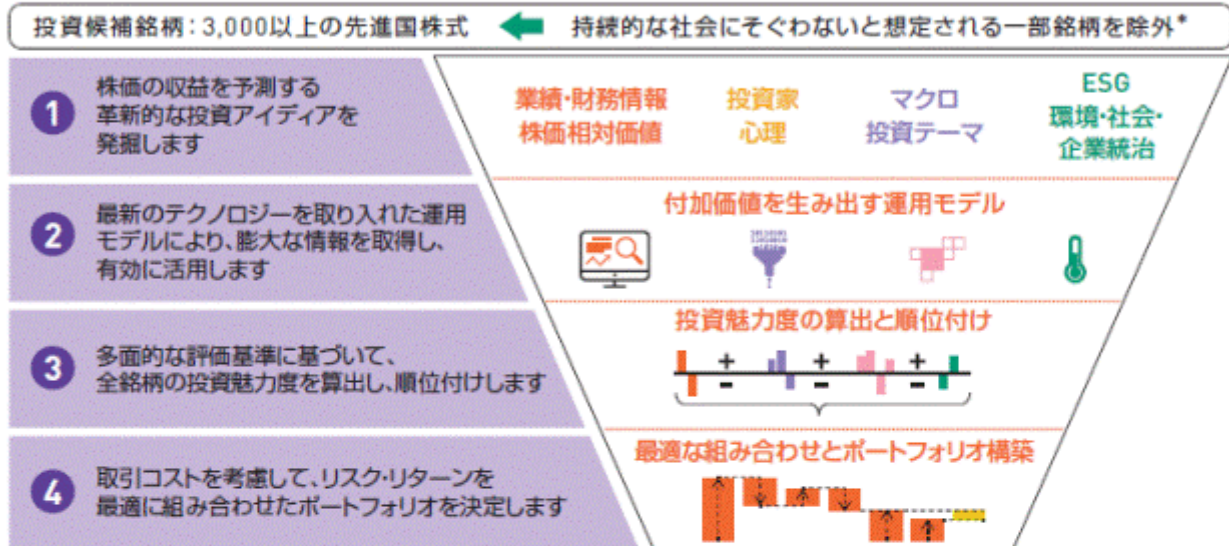 投資候補銘柄：3,000以上の先進国株式
持続的な社会にそぐわないと想定される一部銘柄を除外*
1
株価の収益を予測する
革新的な投資アイディアを
発掘します
業績・財務情報
株価相対価値
投資家
心理
マクロ
投資テーマ
ESG
環境・社会・
企業統治
2
最新のテクノロジーを取り入れた運用
モデルにより、膨大な情報を取得し、
有効に活用します
付加価値を生み出す運用モデル
3
多面的な評価基準に基づいて、
全銘柄の投資魅力度を算出し、順位付けします
投資魅力度の算出と順位付け
+ + +
− − −
4
取引コストを考慮して、リスク・リターンを
最適に組み合わせたポートフォリオを決定します
最適な組み合わせとポートフォリオ構築